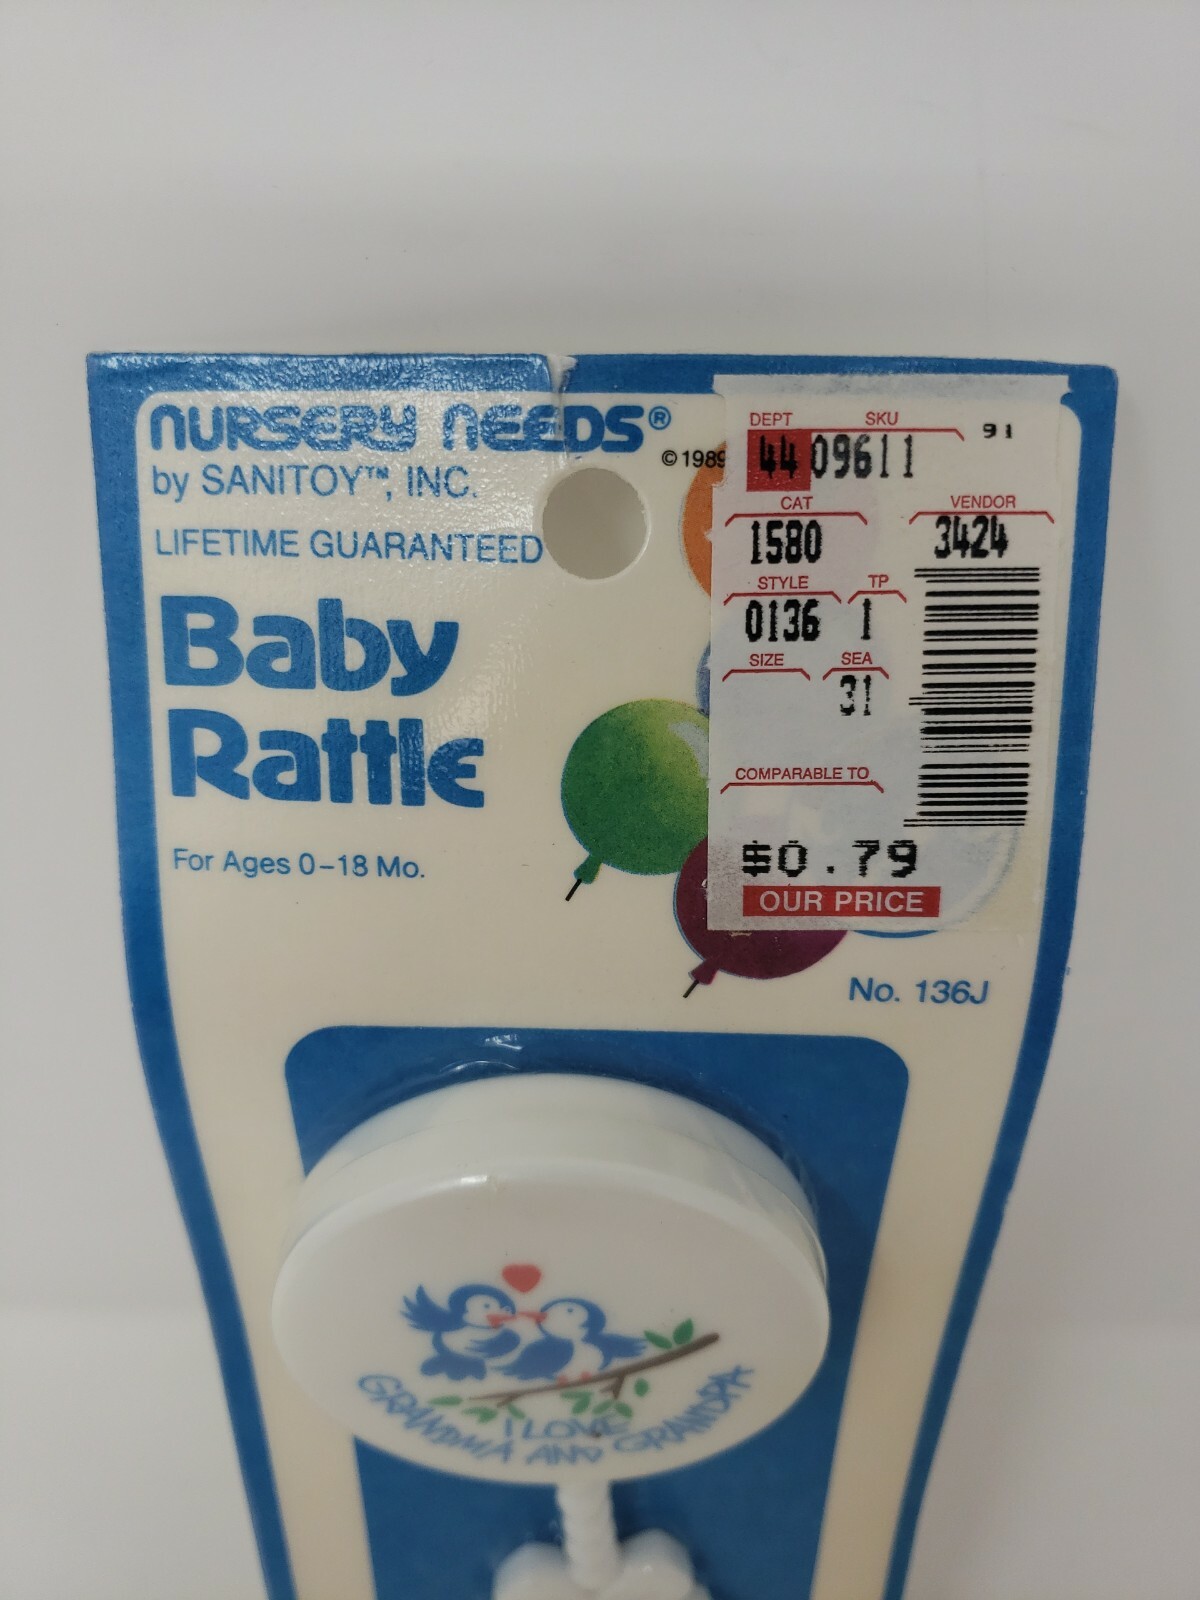 NURSERY NEEDS®
by SANITOY™, INC.
©1989
LIFETIME GUARANTEED
Baby
Rattle
For Ages 0-18 Mo.
DEPT SKU 91
44 09611
CAT VENDOR
1580 3424
STYLE TP
0136 1
SIZE SEA
31
COMPARABLE TO
$0.79
OUR PRICE
No. 136J
I LOVE
GRANDMA AND GRANDPA